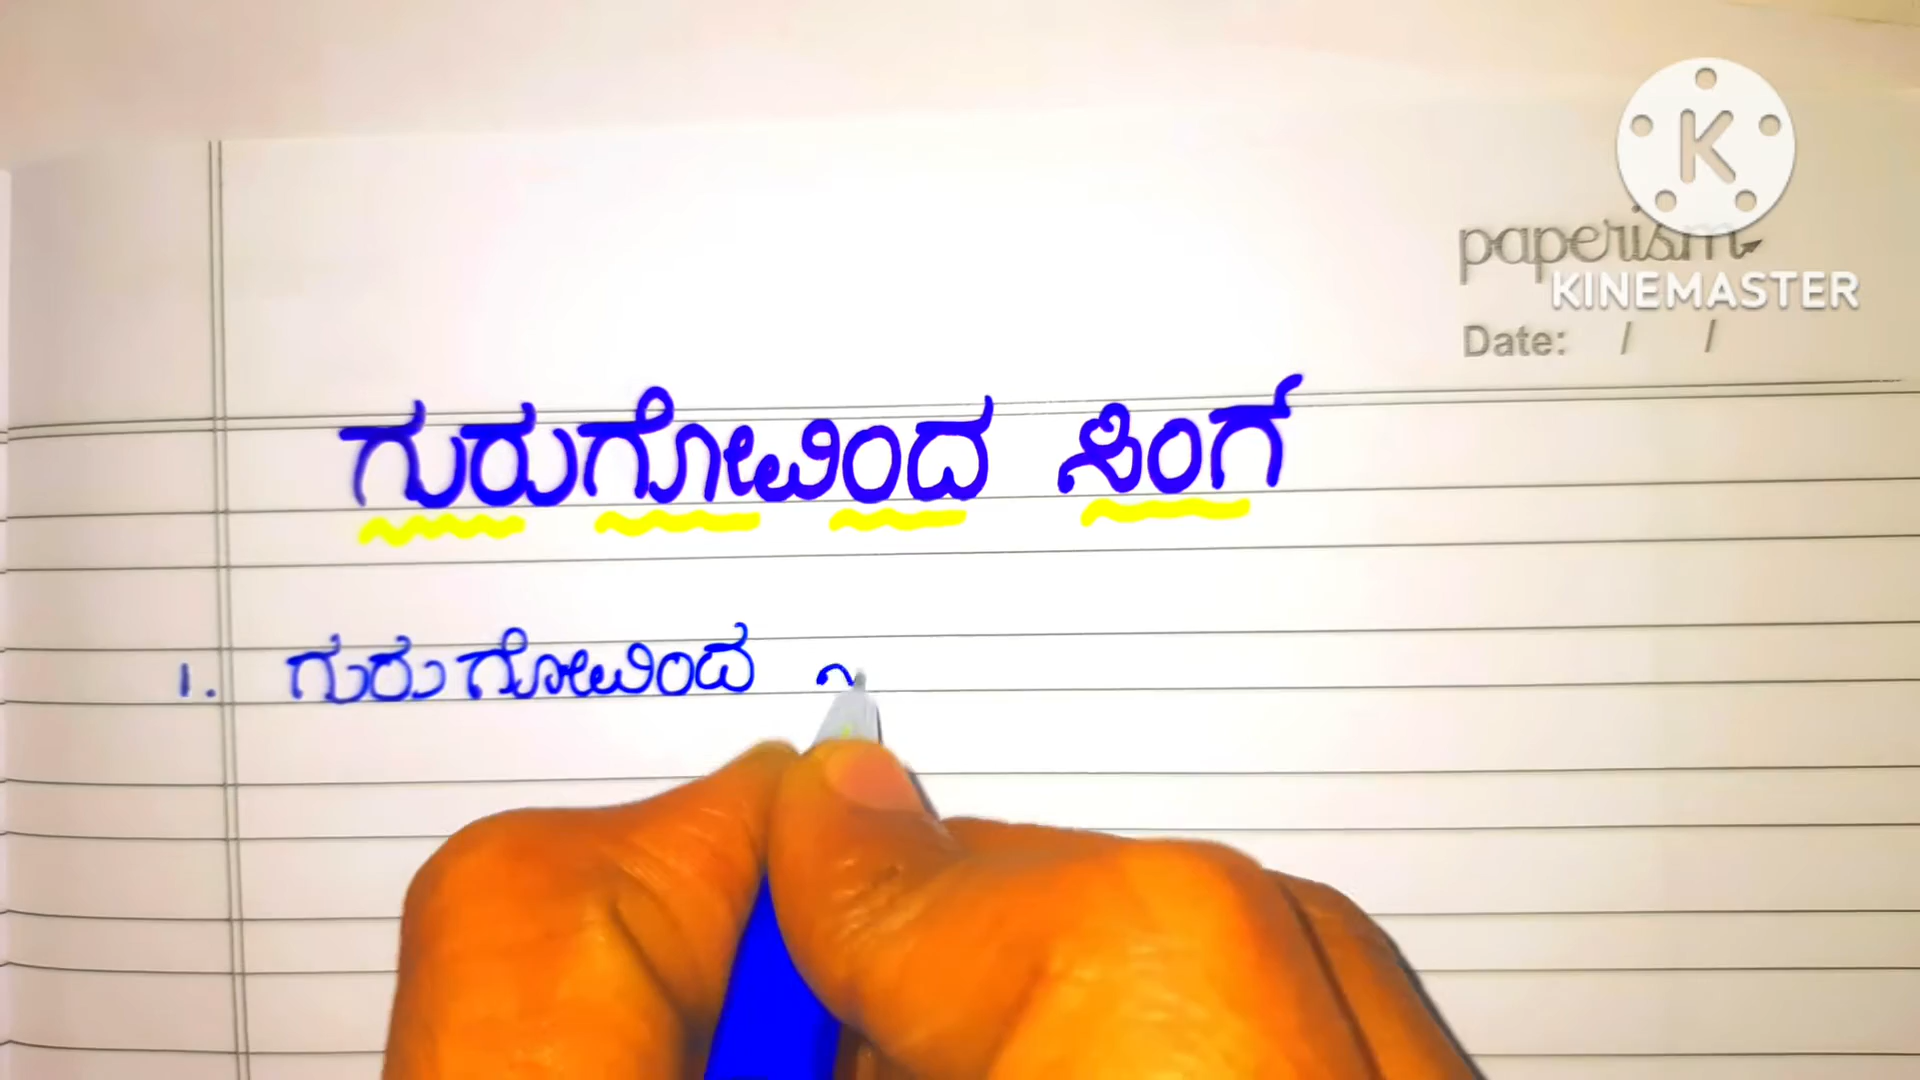 paperism
KINEMASTER
Date: / /
ಗುರುಗೋವಿಂದ ಸಿಂಗ್
1. ಗುರುಗೋವಿಂದ